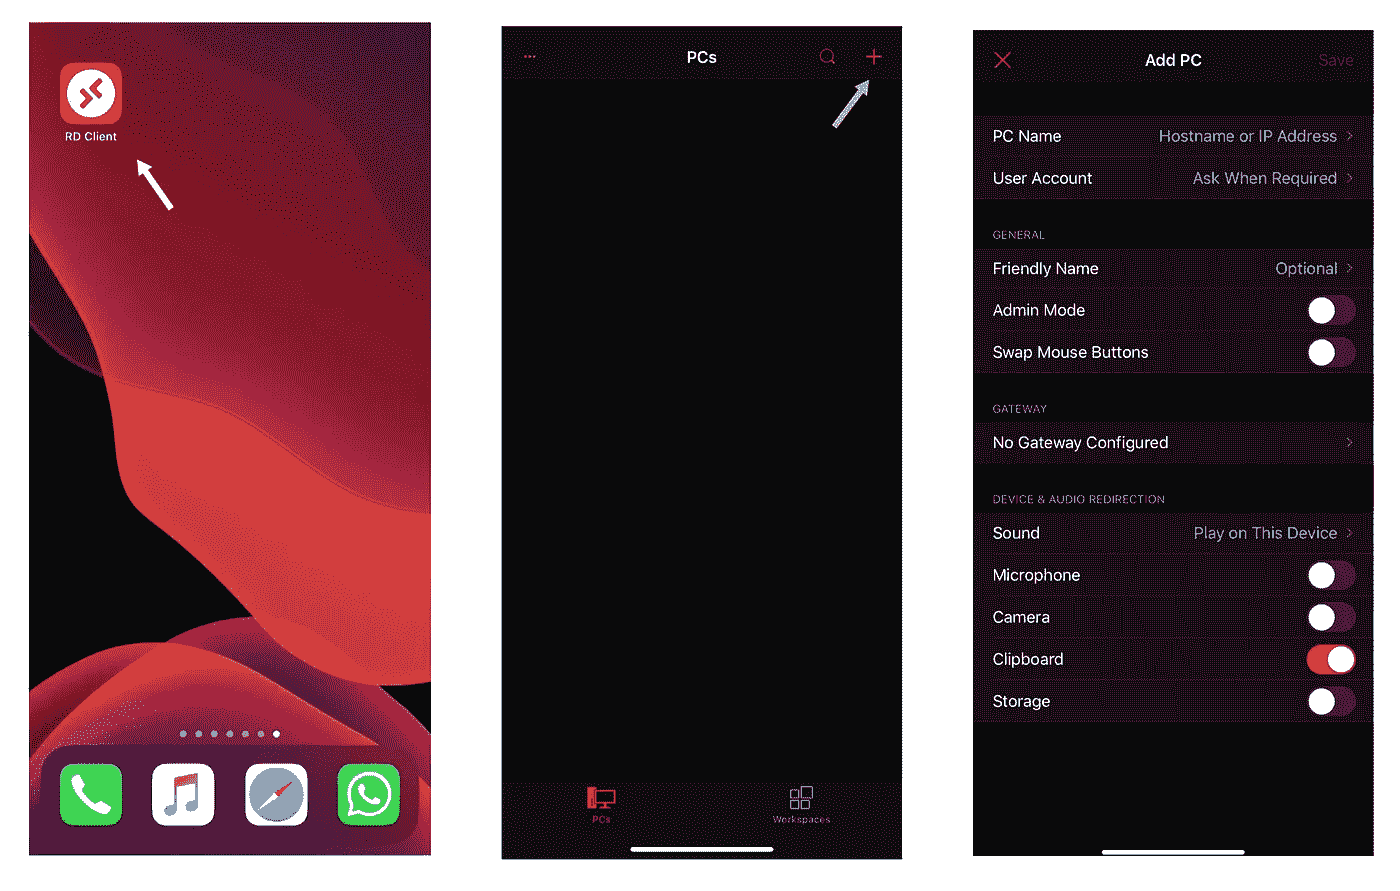 RD Client
PCs
PCs
Workspaces
Add PC
Save
PC Name
Hostname or IP Address
User Account
Ask When Required
GENERAL
Friendly Name
Optional
Admin Mode
Swap Mouse Buttons
GATEWAY
No Gateway Configured
DEVICE & AUDIO REDIRECTION
Sound
Play on This Device
Microphone
Camera
Clipboard
Storage